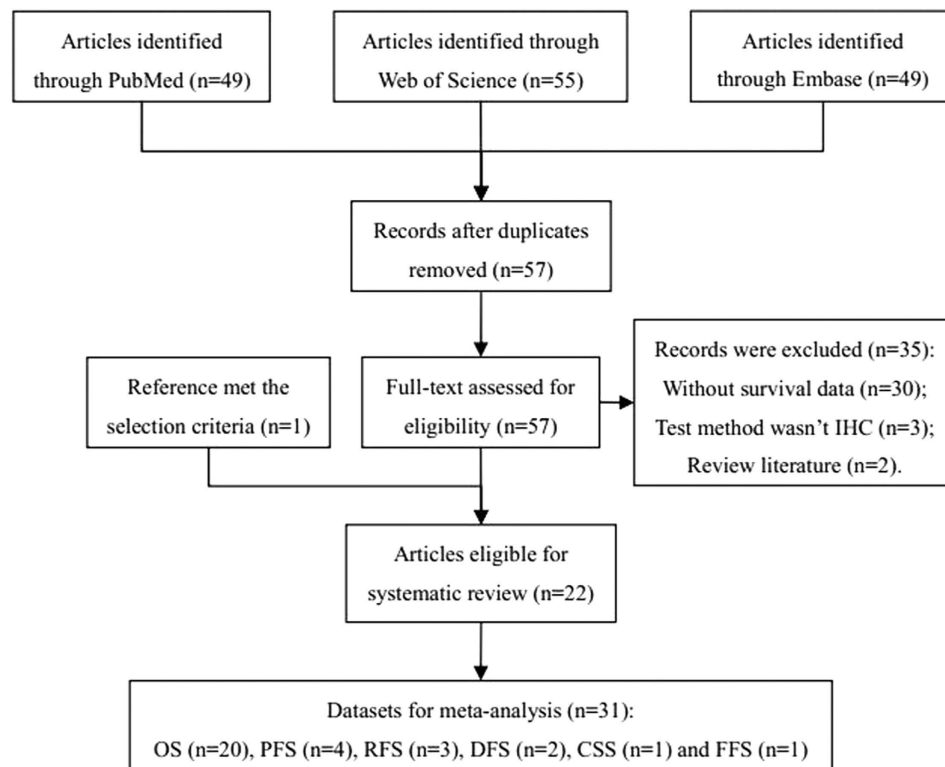 Articles identified
through PubMed (n=49)
Articles identified through
Web of Science (n=55)
Articles identified
through Embase (n=49)
Records after duplicates
removed (n=57)
Records were excluded (n=35):
Without survival data (n=30);
Test method wasn't IHC (n=3);
Review literature (n=2).
Reference met the
selection criteria (n=1)
Full-text assessed for
eligibility (n=57)
Articles eligible for
systematic review (n=22)
Datasets for meta-analysis (n=31):
OS (n=20), PFS (n=4), RFS (n=3), DFS (n=2), CSS (n=1) and FFS (n=1)